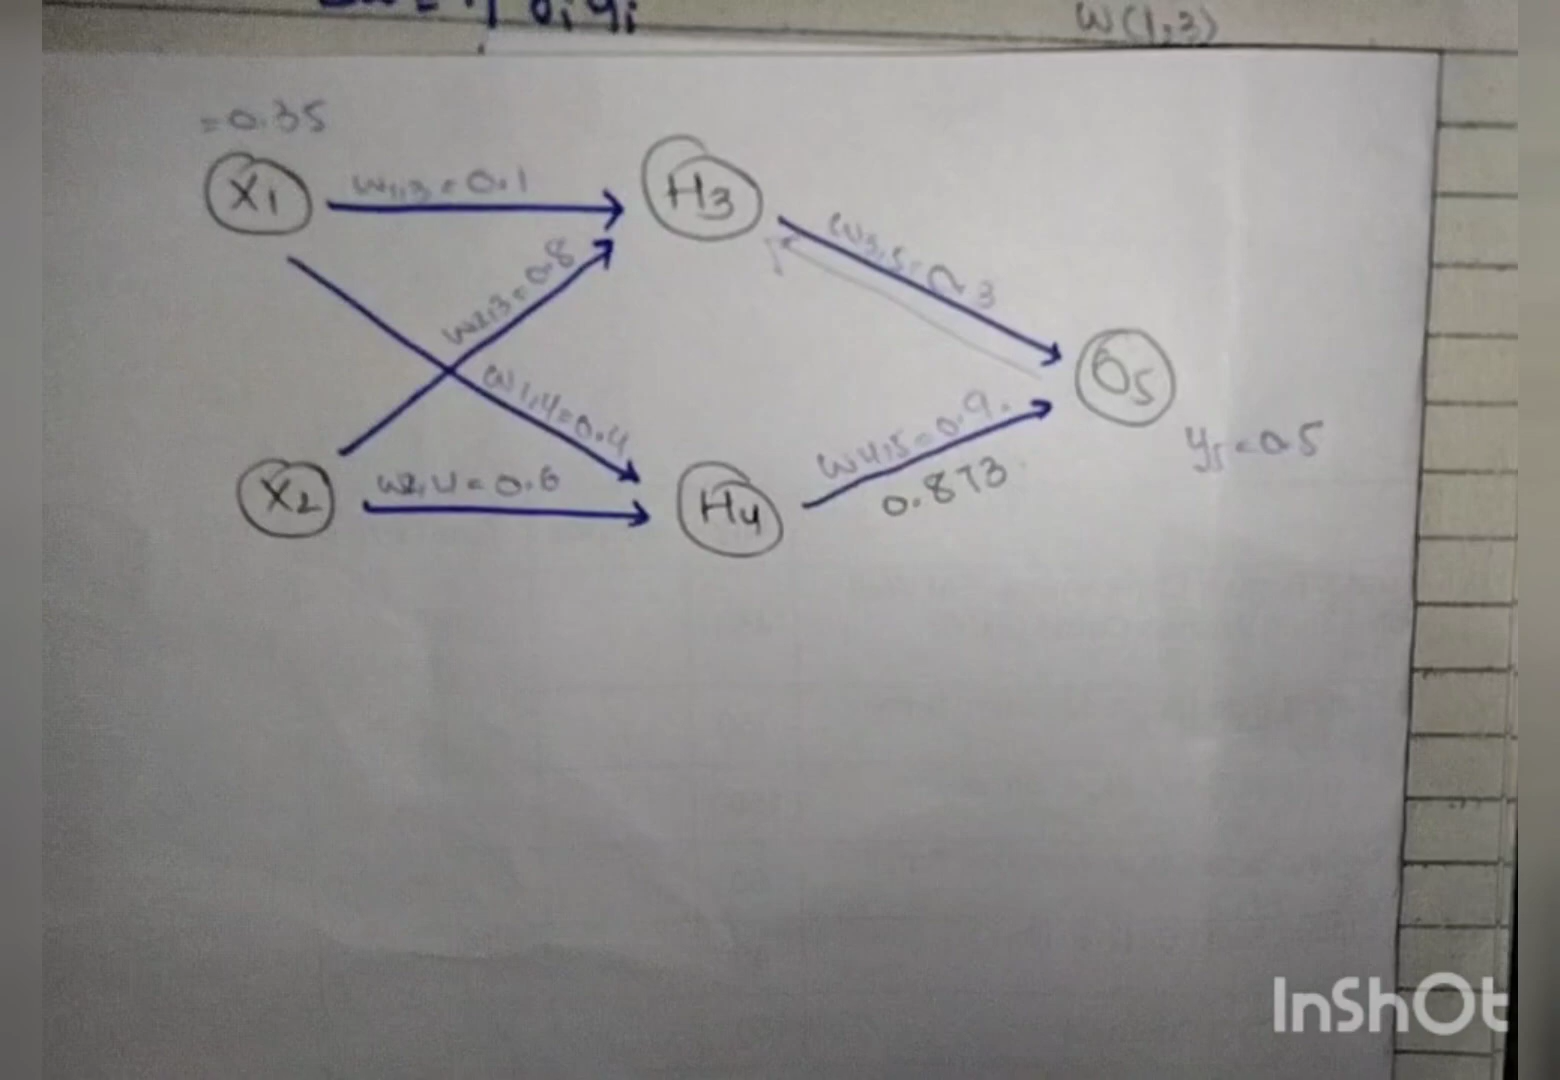 w(1,3)
=0.35
X1
w1,3=0.1
H3
w2,3=0.8
w3,5=0.3
w1,4=0.4
O5
y5=0.5
X2
w2,4=0.6
H4
w4,5=0.9
0.873
InShOt